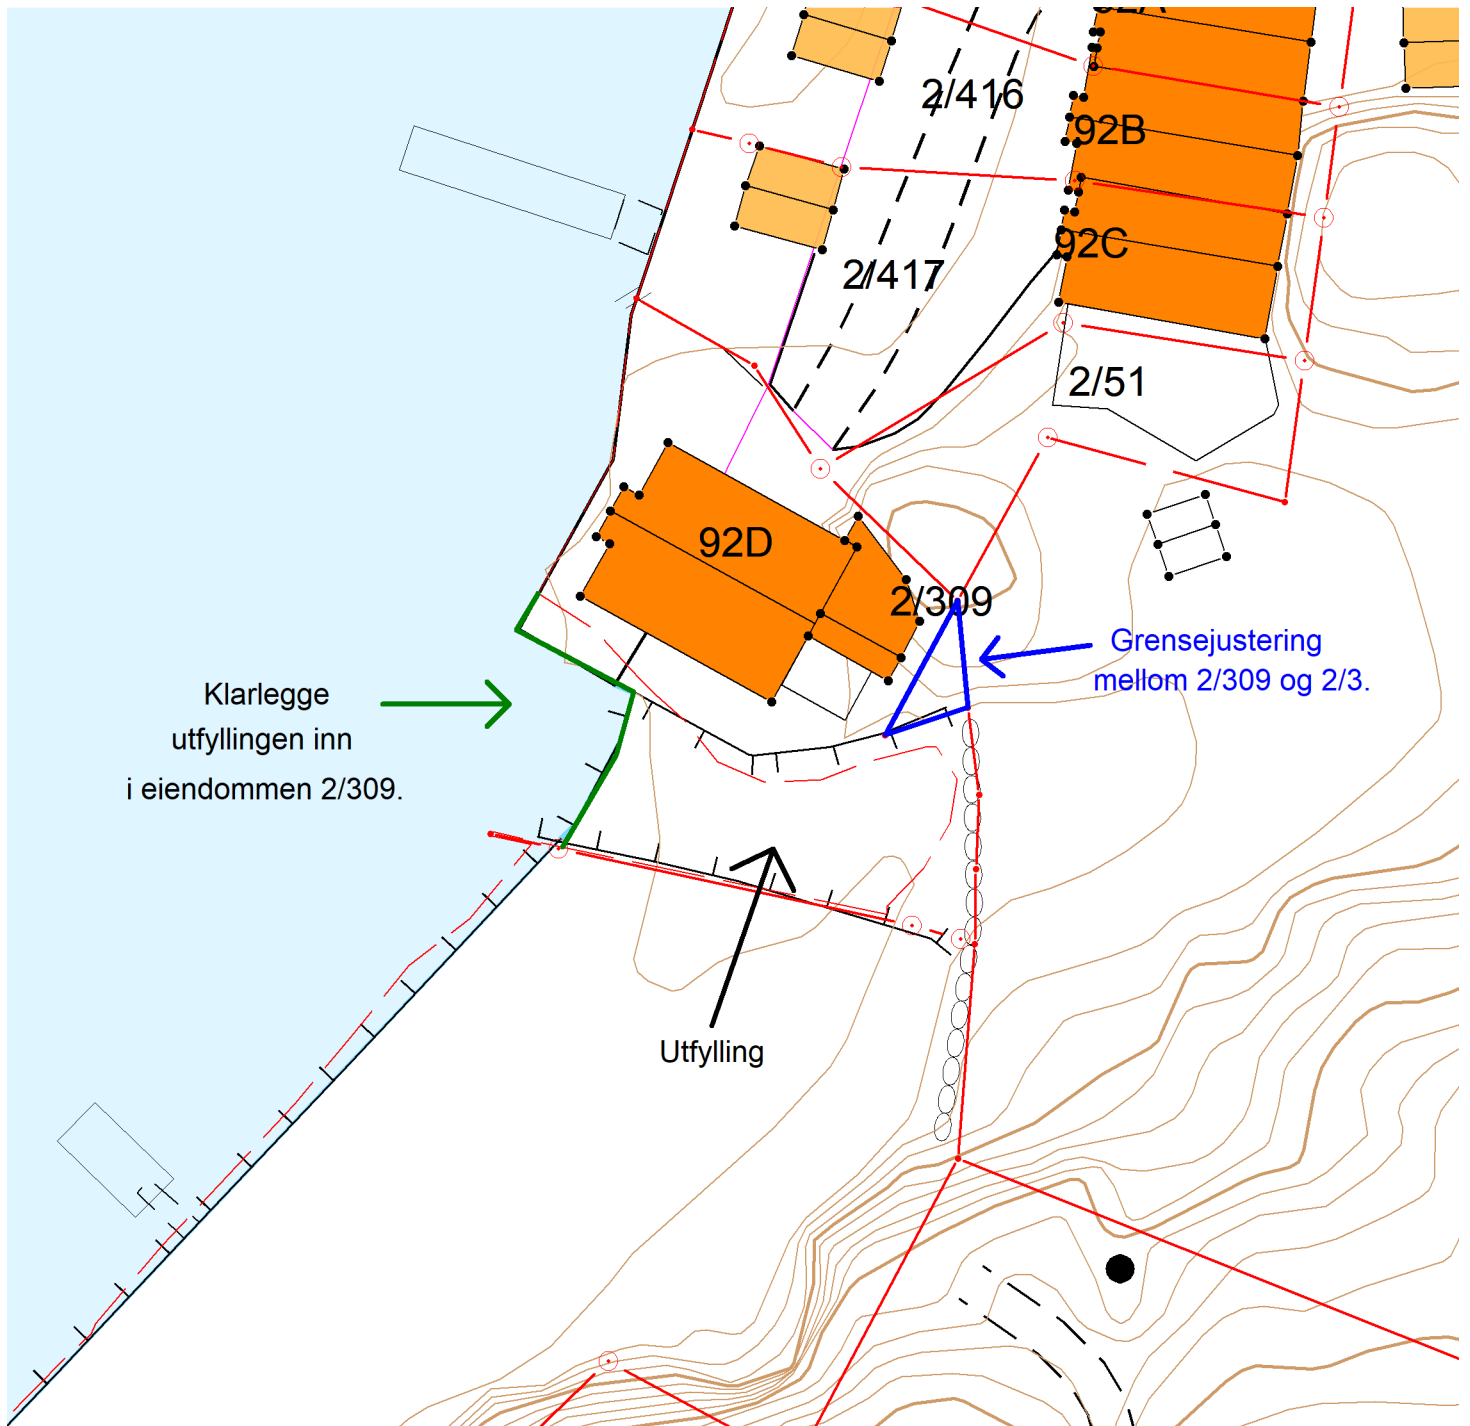 92A
2/416
92B
92C
2/417
2/51
92D
2/309
Grensejustering
mellom 2/309 og 2/3.
Klarlegge
utfyllingen inn
i eiendommen 2/309.
Utfylling